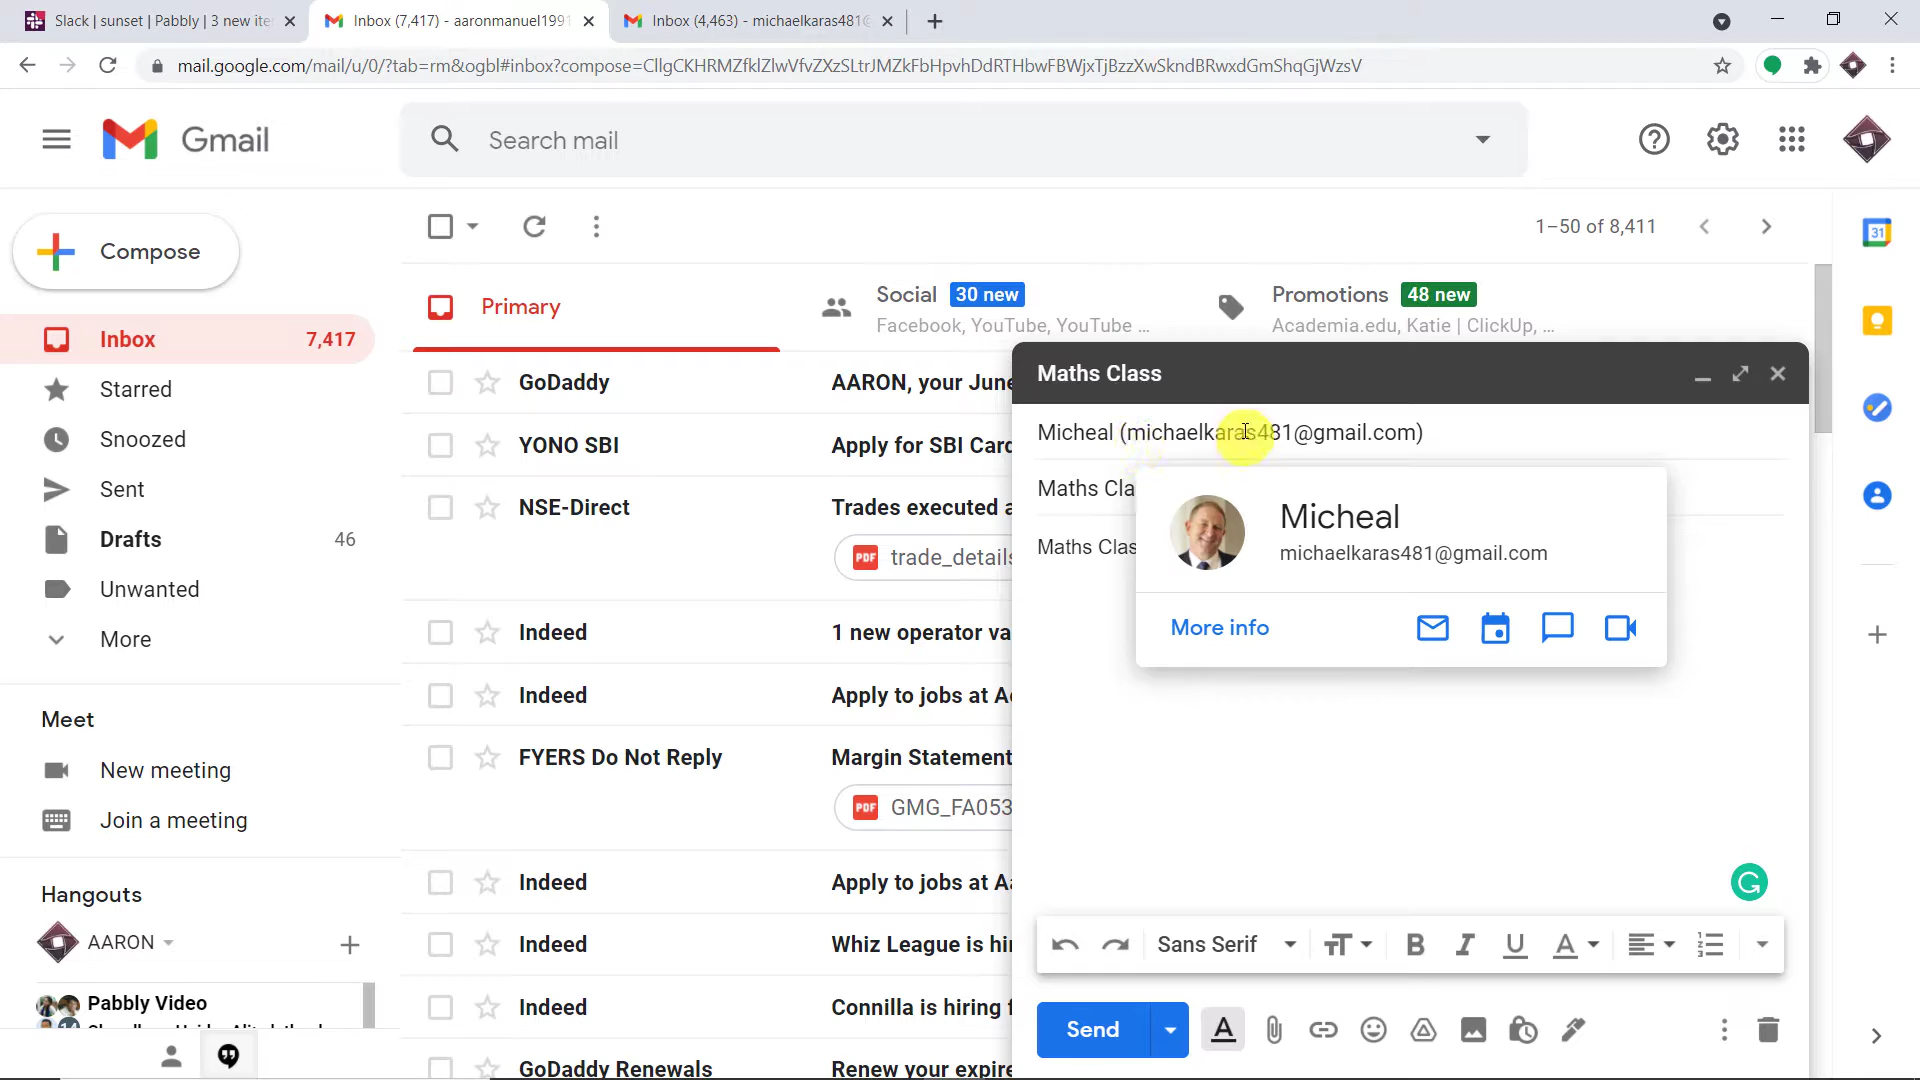 Slack | sunset | Pabbly | 3 new ite
Inbox (7,417) - aaronmanuel1991
Inbox (4,463) - michaelkaras481@
mail.google.com/mail/u/0/?tab=rm&ogbl#inbox?compose=CllgCKHRMZfklZlwVfvZXzSLtrJMZkFbHpvhDdRTHbwFBWjxTjBzzXwSkndBRwxdGmShqGjWzsV
Gmail
Search mail
Compose
1–50 of 8,411
31
Inbox 7,417
Starred
Snoozed
Sent
Drafts 46
Unwanted
More
Meet
New meeting
Join a meeting
Hangouts
AARON
Pabbly Video
Primary
Social 30 new
Facebook, YouTube, YouTube ...
Promotions 48 new
Academia.edu, Katie | ClickUp, ...
GoDaddy AARON, your June
YONO SBI Apply for SBI Card
NSE-Direct Trades executed a
PDF trade_details
Indeed 1 new operator va
Indeed Apply to jobs at A
FYERS Do Not Reply Margin Statement
PDF GMG_FA053
Indeed Apply to jobs at Aa
Indeed Whiz League is hi
Indeed Connilla is hiring f
GoDaddy Renewals Renew your expire
Maths Class
Micheal (michaelkaras481@gmail.com)
Maths Cla
Maths Clas
Micheal
michaelkaras481@gmail.com
More info
Sans Serif
Send